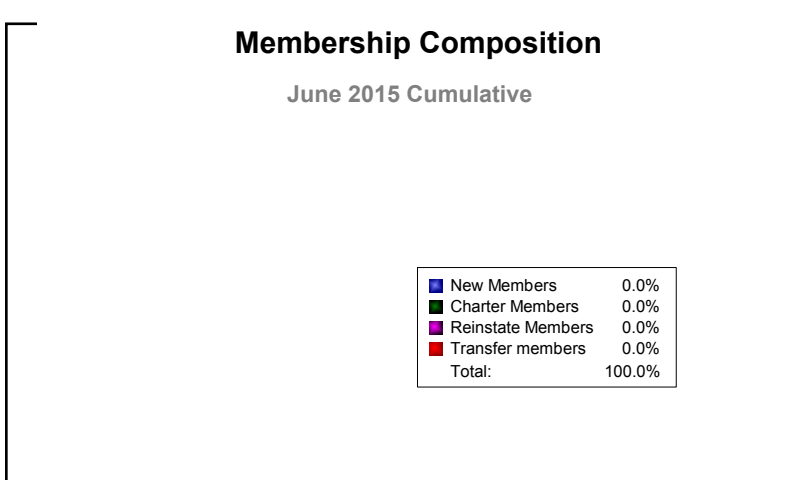 Membership Composition
June 2015 Cumulative
New Members 0.0%
Charter Members 0.0%
Reinstate Members 0.0%
Transfer members 0.0%
Total: 100.0%